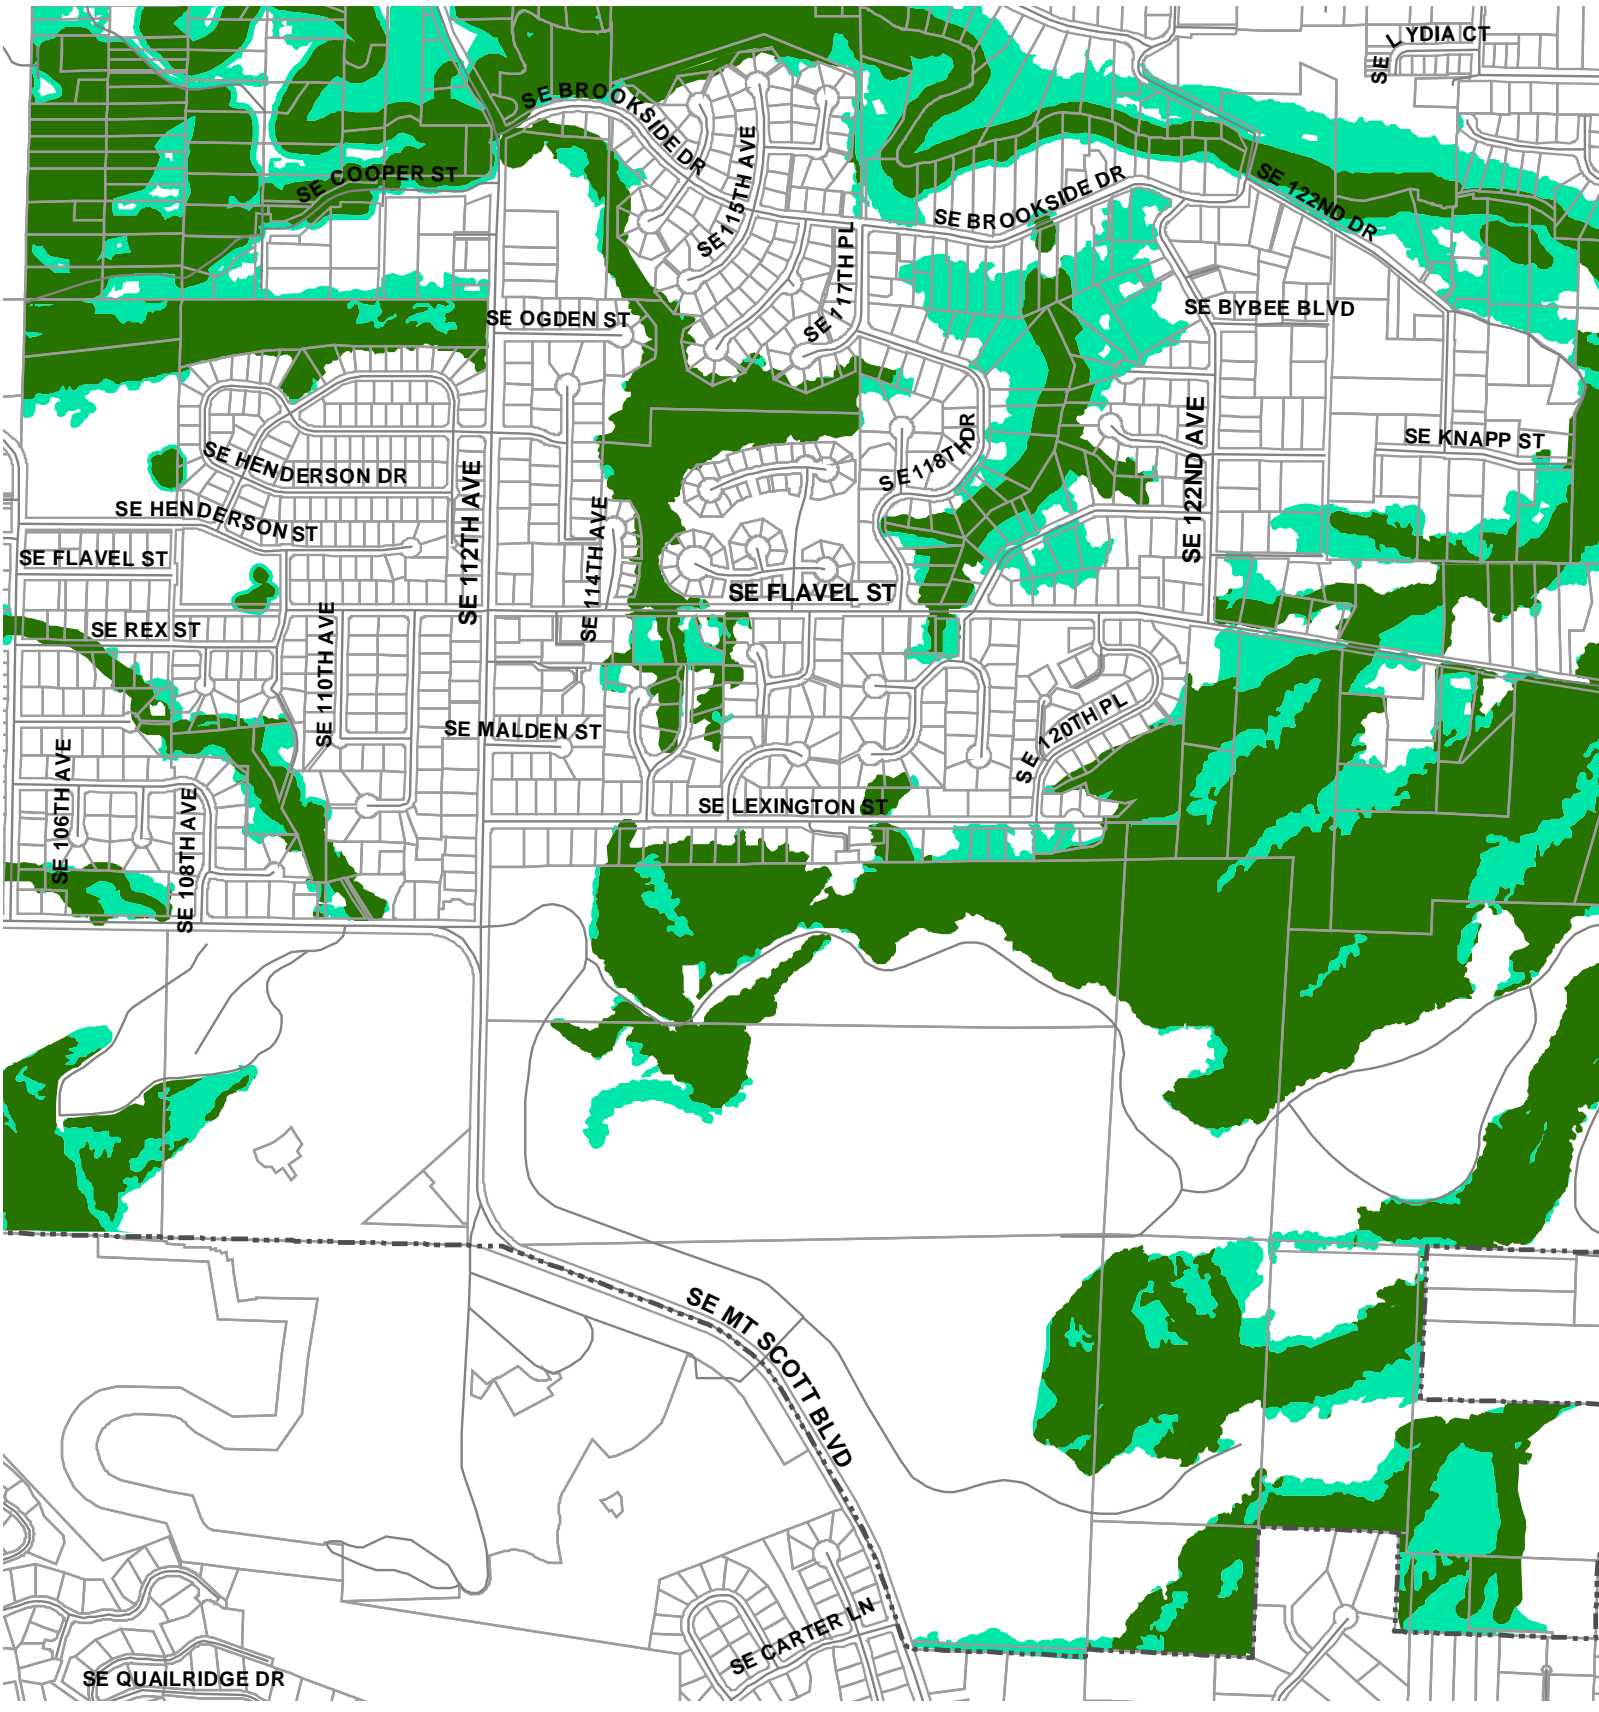 SE LYDIA CT
SE BROOKSIDE DR
SE 115TH AVE
SE COOPER ST
SE BROOKSIDE DR
SE 122ND DR
SE 117TH PL
SE OGDEN ST
SE BYBEE BLVD
SE HENDERSON DR
SE 118TH DR
SE 122ND AVE
SE KNAPP ST
SE HENDERSON ST
SE 112TH AVE
SE 114TH AVE
SE FLAVEL ST
SE FLAVEL ST
SE REX ST
SE 110TH AVE
SE MALDEN ST
SE 120TH PL
SE 106TH AVE
SE 108TH AVE
SE LEXINGTON ST
SE MT SCOTT BLVD
SE CARTER LN
SE QUAILRIDGE DR